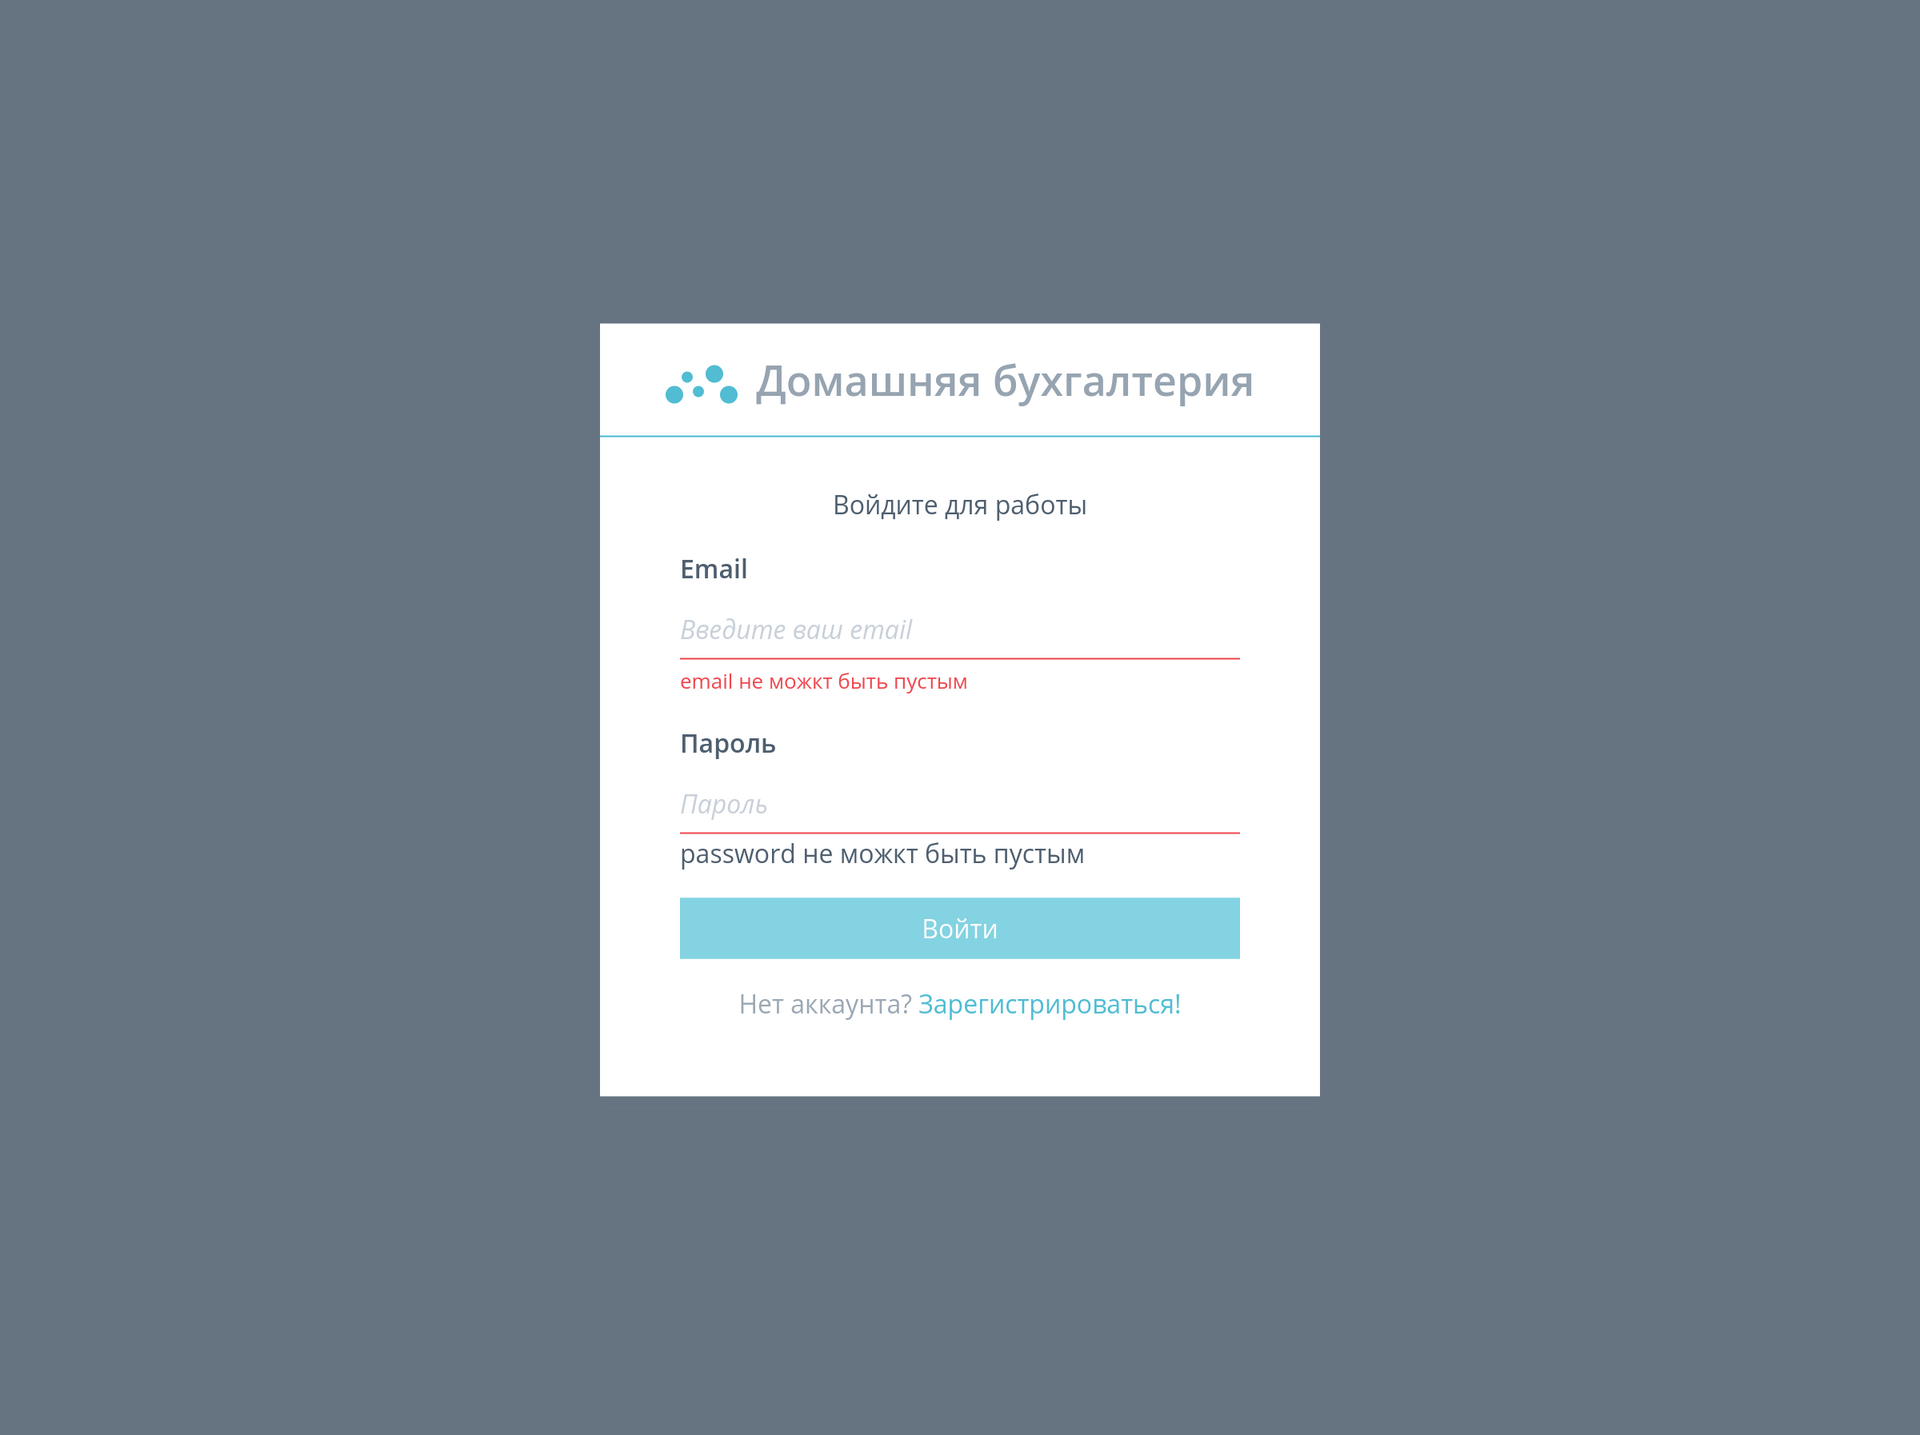 Домашняя бухгалтерия
Войдите для работы
Email
Введите ваш email
email не можкт быть пустым
Пароль
Пароль
password не можкт быть пустым
Войти
Нет аккаунта? Зарегистрироваться!